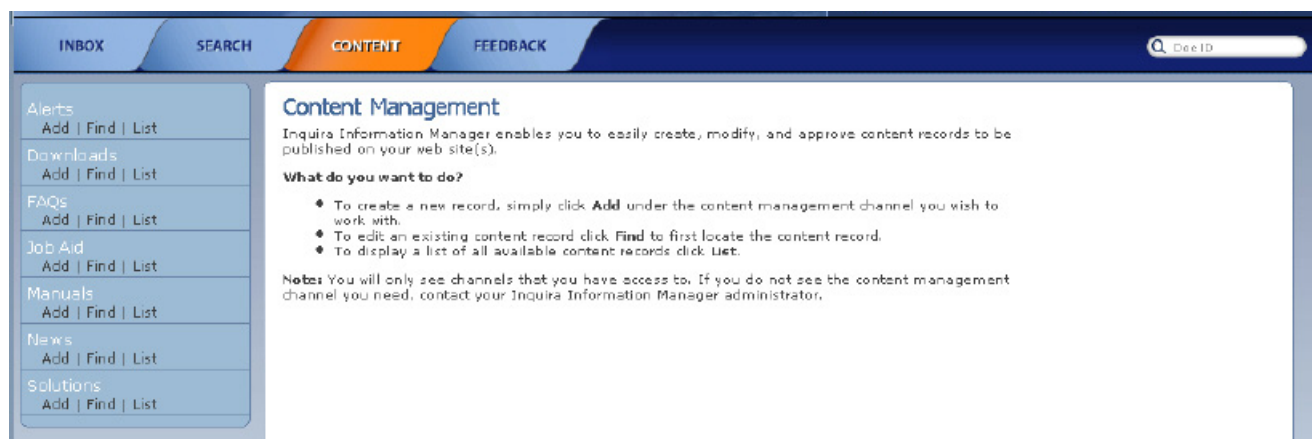 INBOX SEARCH CONTENT FEEDBACK Doc ID
Alerts
Add | Find | List
Downloads
Add | Find | List
FAQs
Add | Find | List
Job Aid
Add | Find | List
Manuals
Add | Find | List
News
Add | Find | List
Solutions
Add | Find | List
Content Management
Inquira Information Manager enables you to easily create, modify, and approve content records to be
published on your web site(s).
What do you want to do?
• To create a new record, simply click Add under the content management channel you wish to
work with.
• To edit an existing content record click Find to first locate the content record.
• To display a list of all available content records click List.
Note: You will only see channels that you have access to. If you do not see the content management
channel you need, contact your Inquira Information Manager administrator.